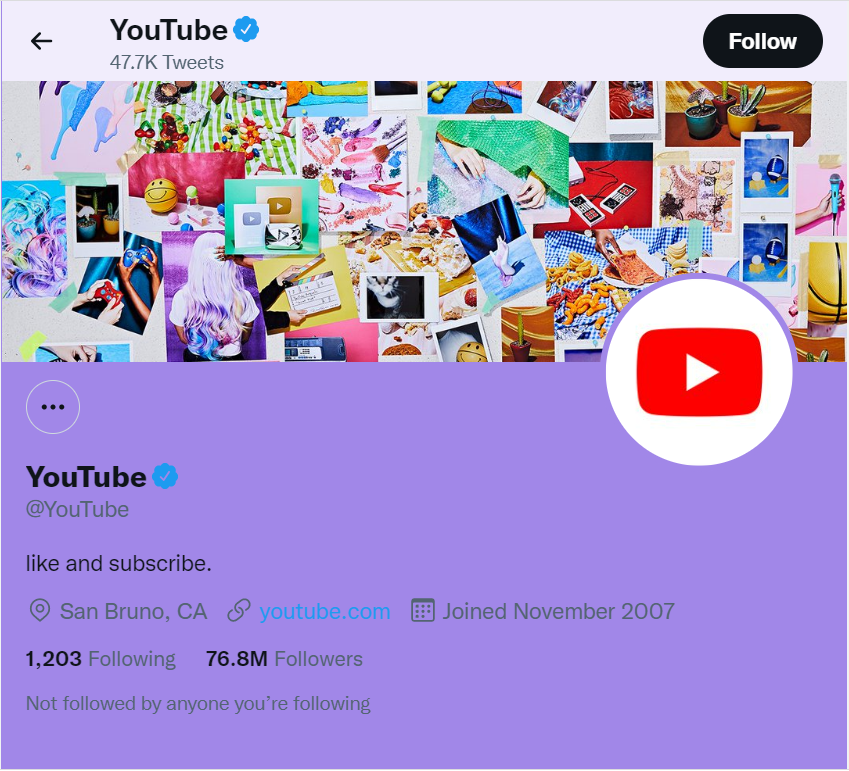 YouTube
47.7K Tweets
Follow
YouTube
@YouTube
like and subscribe.
San Bruno, CA youtube.com Joined November 2007
1,203 Following 76.8M Followers
Not followed by anyone you’re following